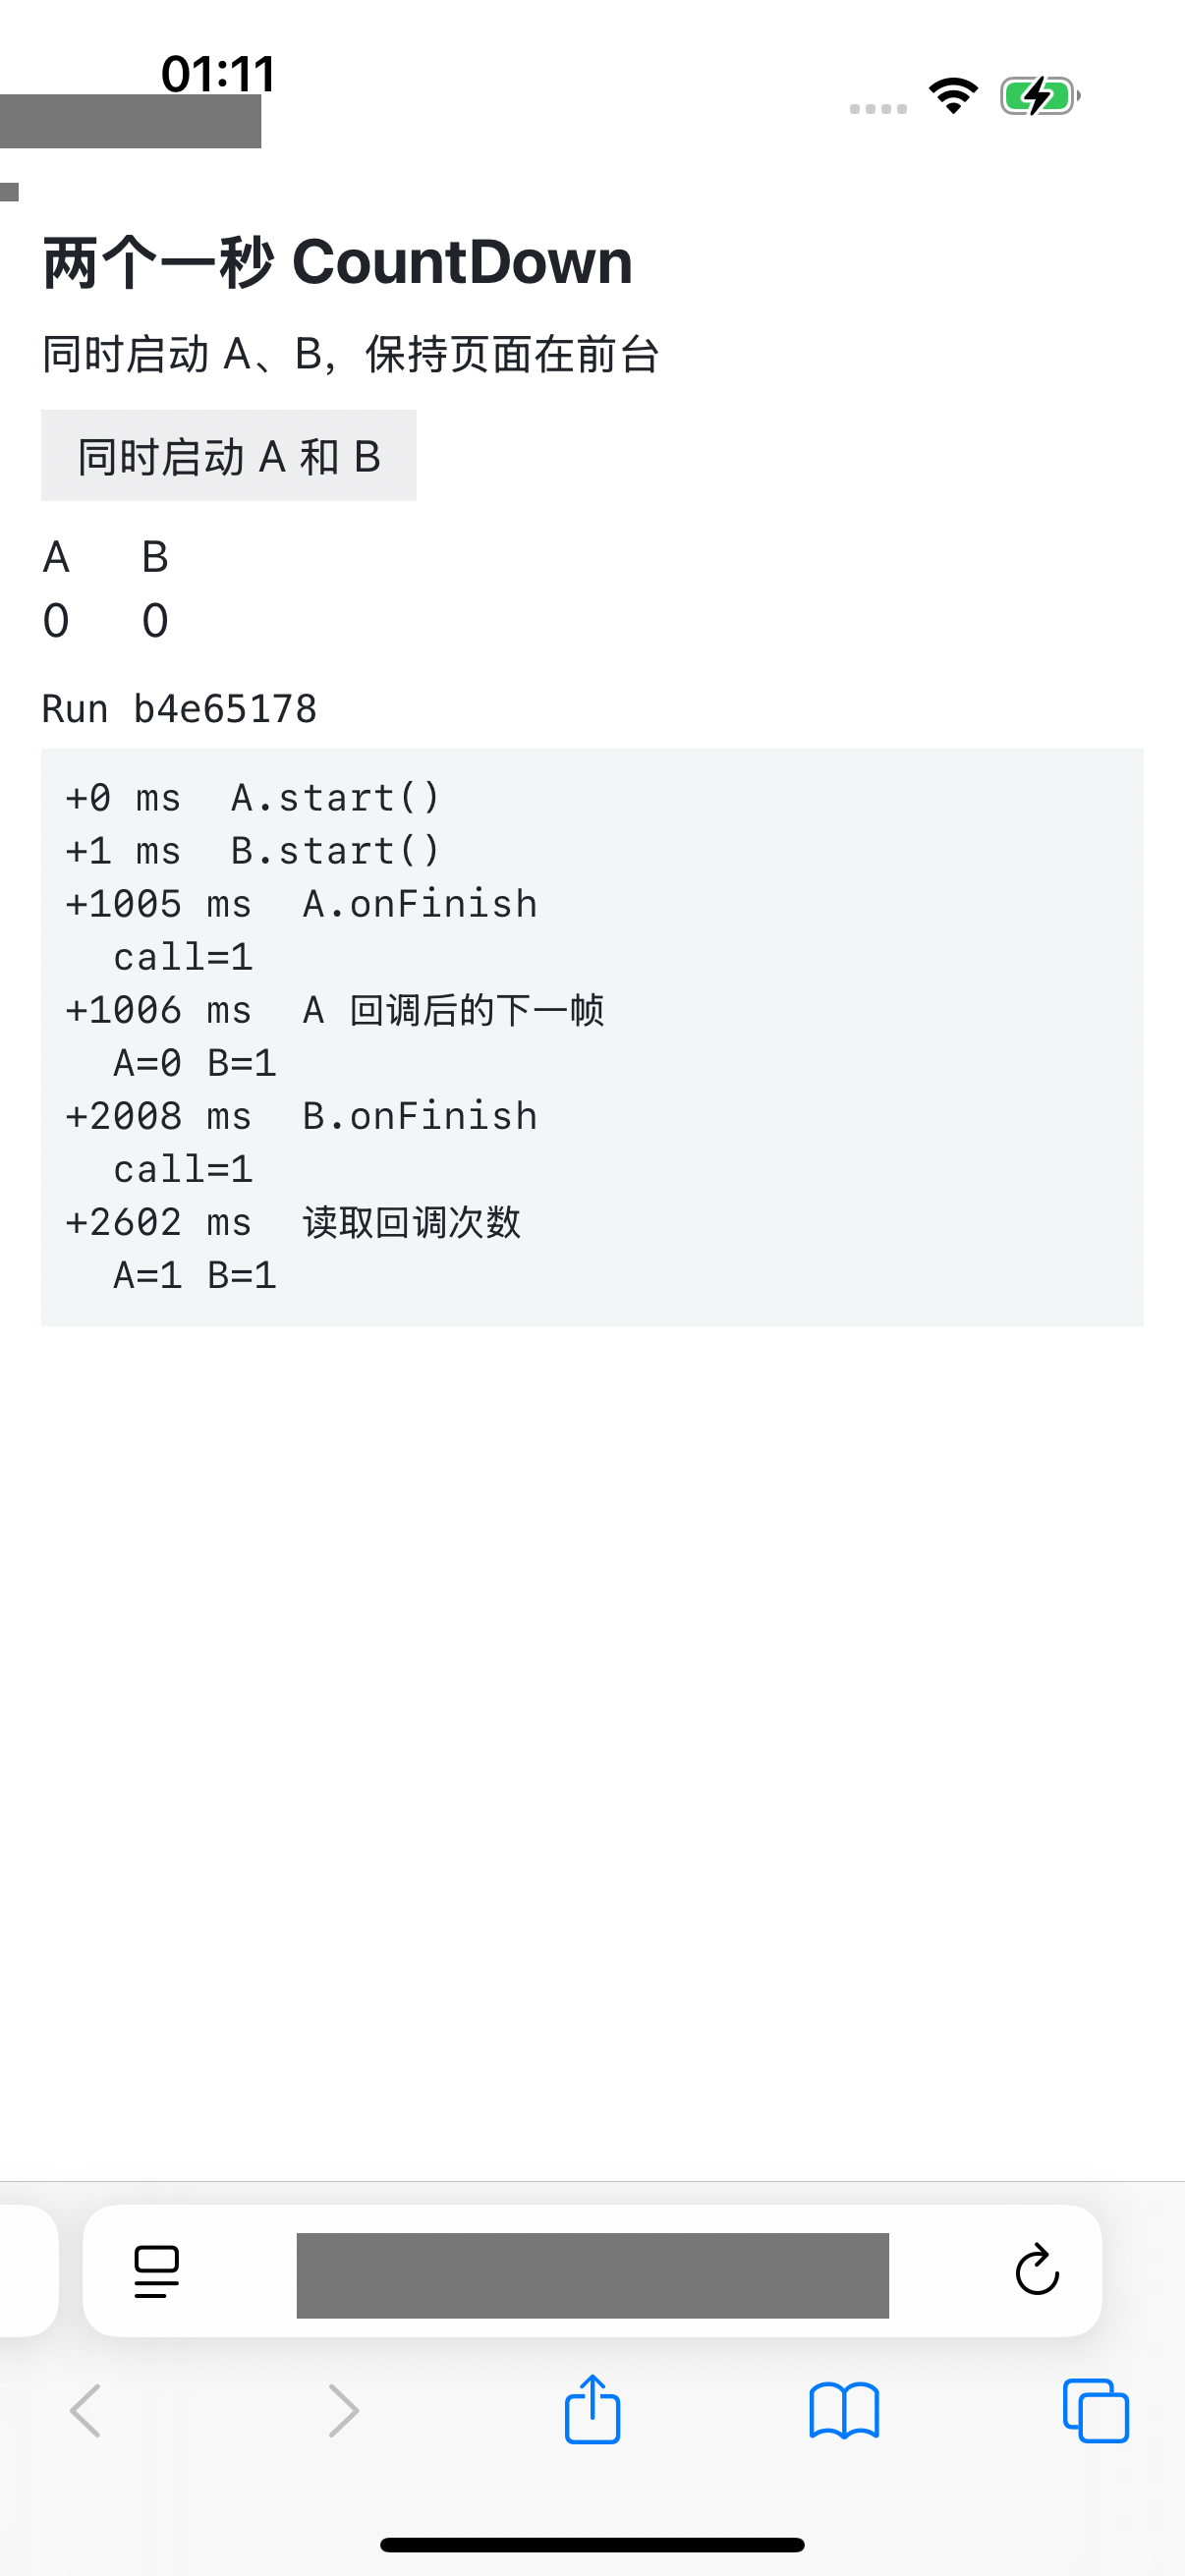 01:11
两个一秒 CountDown
同时启动 A、B，保持页面在前台
同时启动 A 和 B
A B
0 0
Run b4e65178
+0 ms A.start()
+1 ms B.start()
+1005 ms A.onFinish
call=1
+1006 ms A 回调后的下一帧
A=0 B=1
+2008 ms B.onFinish
call=1
+2602 ms 读取回调次数
A=1 B=1